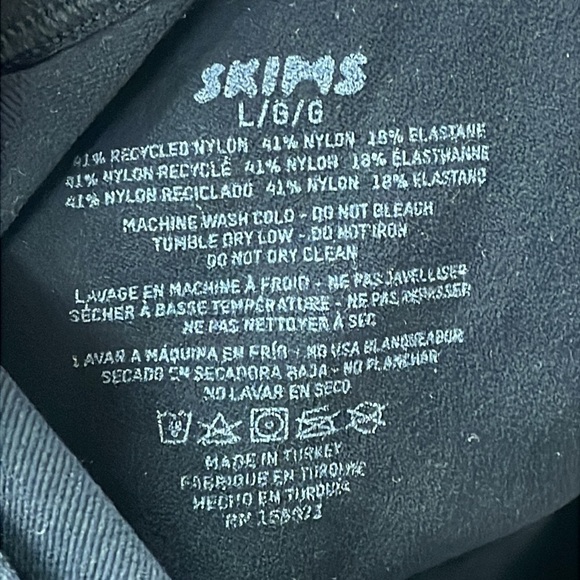 SKIMS
L/G/G
41% RECYCLED NYLON 41% NYLON 18% ELASTANE
41% NYLON RECYCLÉ 41% NYLON 18% ÉLASTHANNE
41% NYLON RECICLADO 41% NYLON 18% ELASTANO
MACHINE WASH COLD - DO NOT BLEACH
TUMBLE DRY LOW - DO NOT IRON
DO NOT DRY CLEAN
LAVAGE EN MACHINE À FROID - NE PAS JAVELLISER
SÉCHER À BASSE TEMPÉRATURE - NE PAS REPASSER
NE PAS NETTOYER À SEC
LAVAR A MÁQUINA EN FRÍO - NO USA BLANQUEADOR
SECADO EN SECADORA BAJA - NO PLANCHAR
NO LAVAR EN SECO
MADE IN TURKEY
FABRIQUÉ EN TURQUIE
HECHO EN TURQUÍA
RN